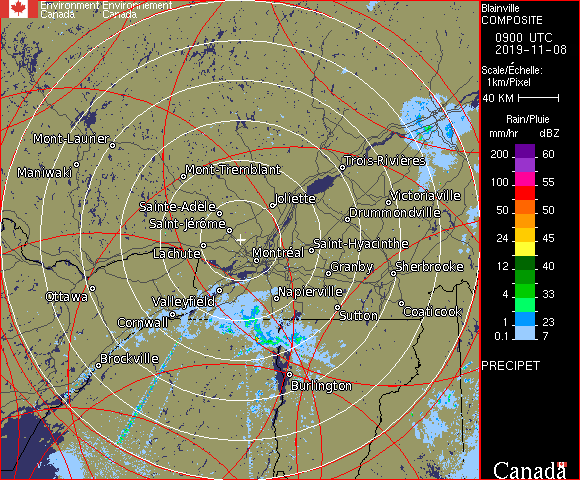 Environment Environnement
Canada Canada
Blainville
COMPOSITE
0900 UTC
2019-11-08
Scale/Échelle:
1km/Pixel
40 KM
Rain/Pluie
mm/hr dBZ
200 60
100 55
50 50
24 45
12 40
4 33
1 23
0.1 7
PRECIPET
Canada
Mont-Laurier
Maniwaki
Mont-Tremblant
Trois-Rivières
Joliette
Victoriaville
Sainte-Adèle
Drummondville
Saint-Jérôme
Saint-Hyacinthe
Lachute
Montréal
Granby
Sherbrooke
Ottawa
Valleyfield
Napierville
Cornwall
Sutton
Coaticook
Brockville
Burlington